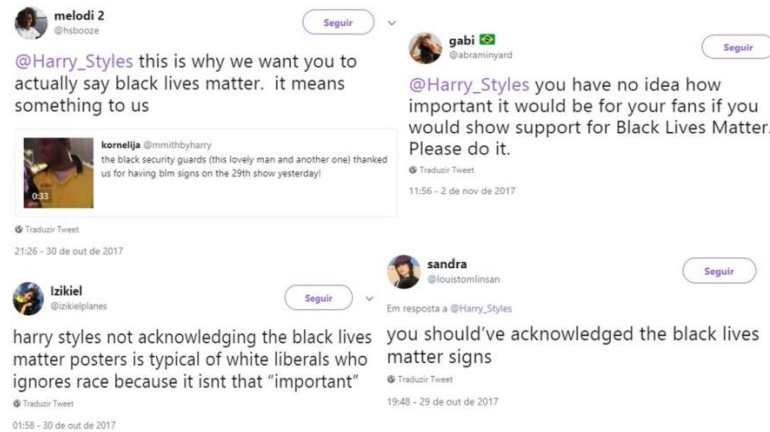 melodi 2
@hsbooze
Seguir
@Harry_Styles this is why we want you to
actually say black lives matter. it means
something to us
kornelija @mmithbyharry
the black security guards (this lovely man and another one) thanked
us for having blm signs on the 29th show yesterday!
0:33
Traduzir Tweet
21:26 - 30 de out de 2017
gabi
@abraminyard
Seguir
@Harry_Styles you have no idea how
important it would be for your fans if you
would show support for Black Lives Matter.
Please do it.
Traduzir Tweet
11:56 - 2 de nov de 2017
Izikiel
@izikielplanes
Seguir
harry styles not acknowledging the black lives
matter posters is typical of white liberals who
ignores race because it isnt that “important”
Traduzir Tweet
01:58 - 30 de out de 2017
sandra
@louistomlinsan
Seguir
Em resposta a @Harry_Styles
you should’ve acknowledged the black lives
matter signs
Traduzir Tweet
19:48 - 29 de out de 2017